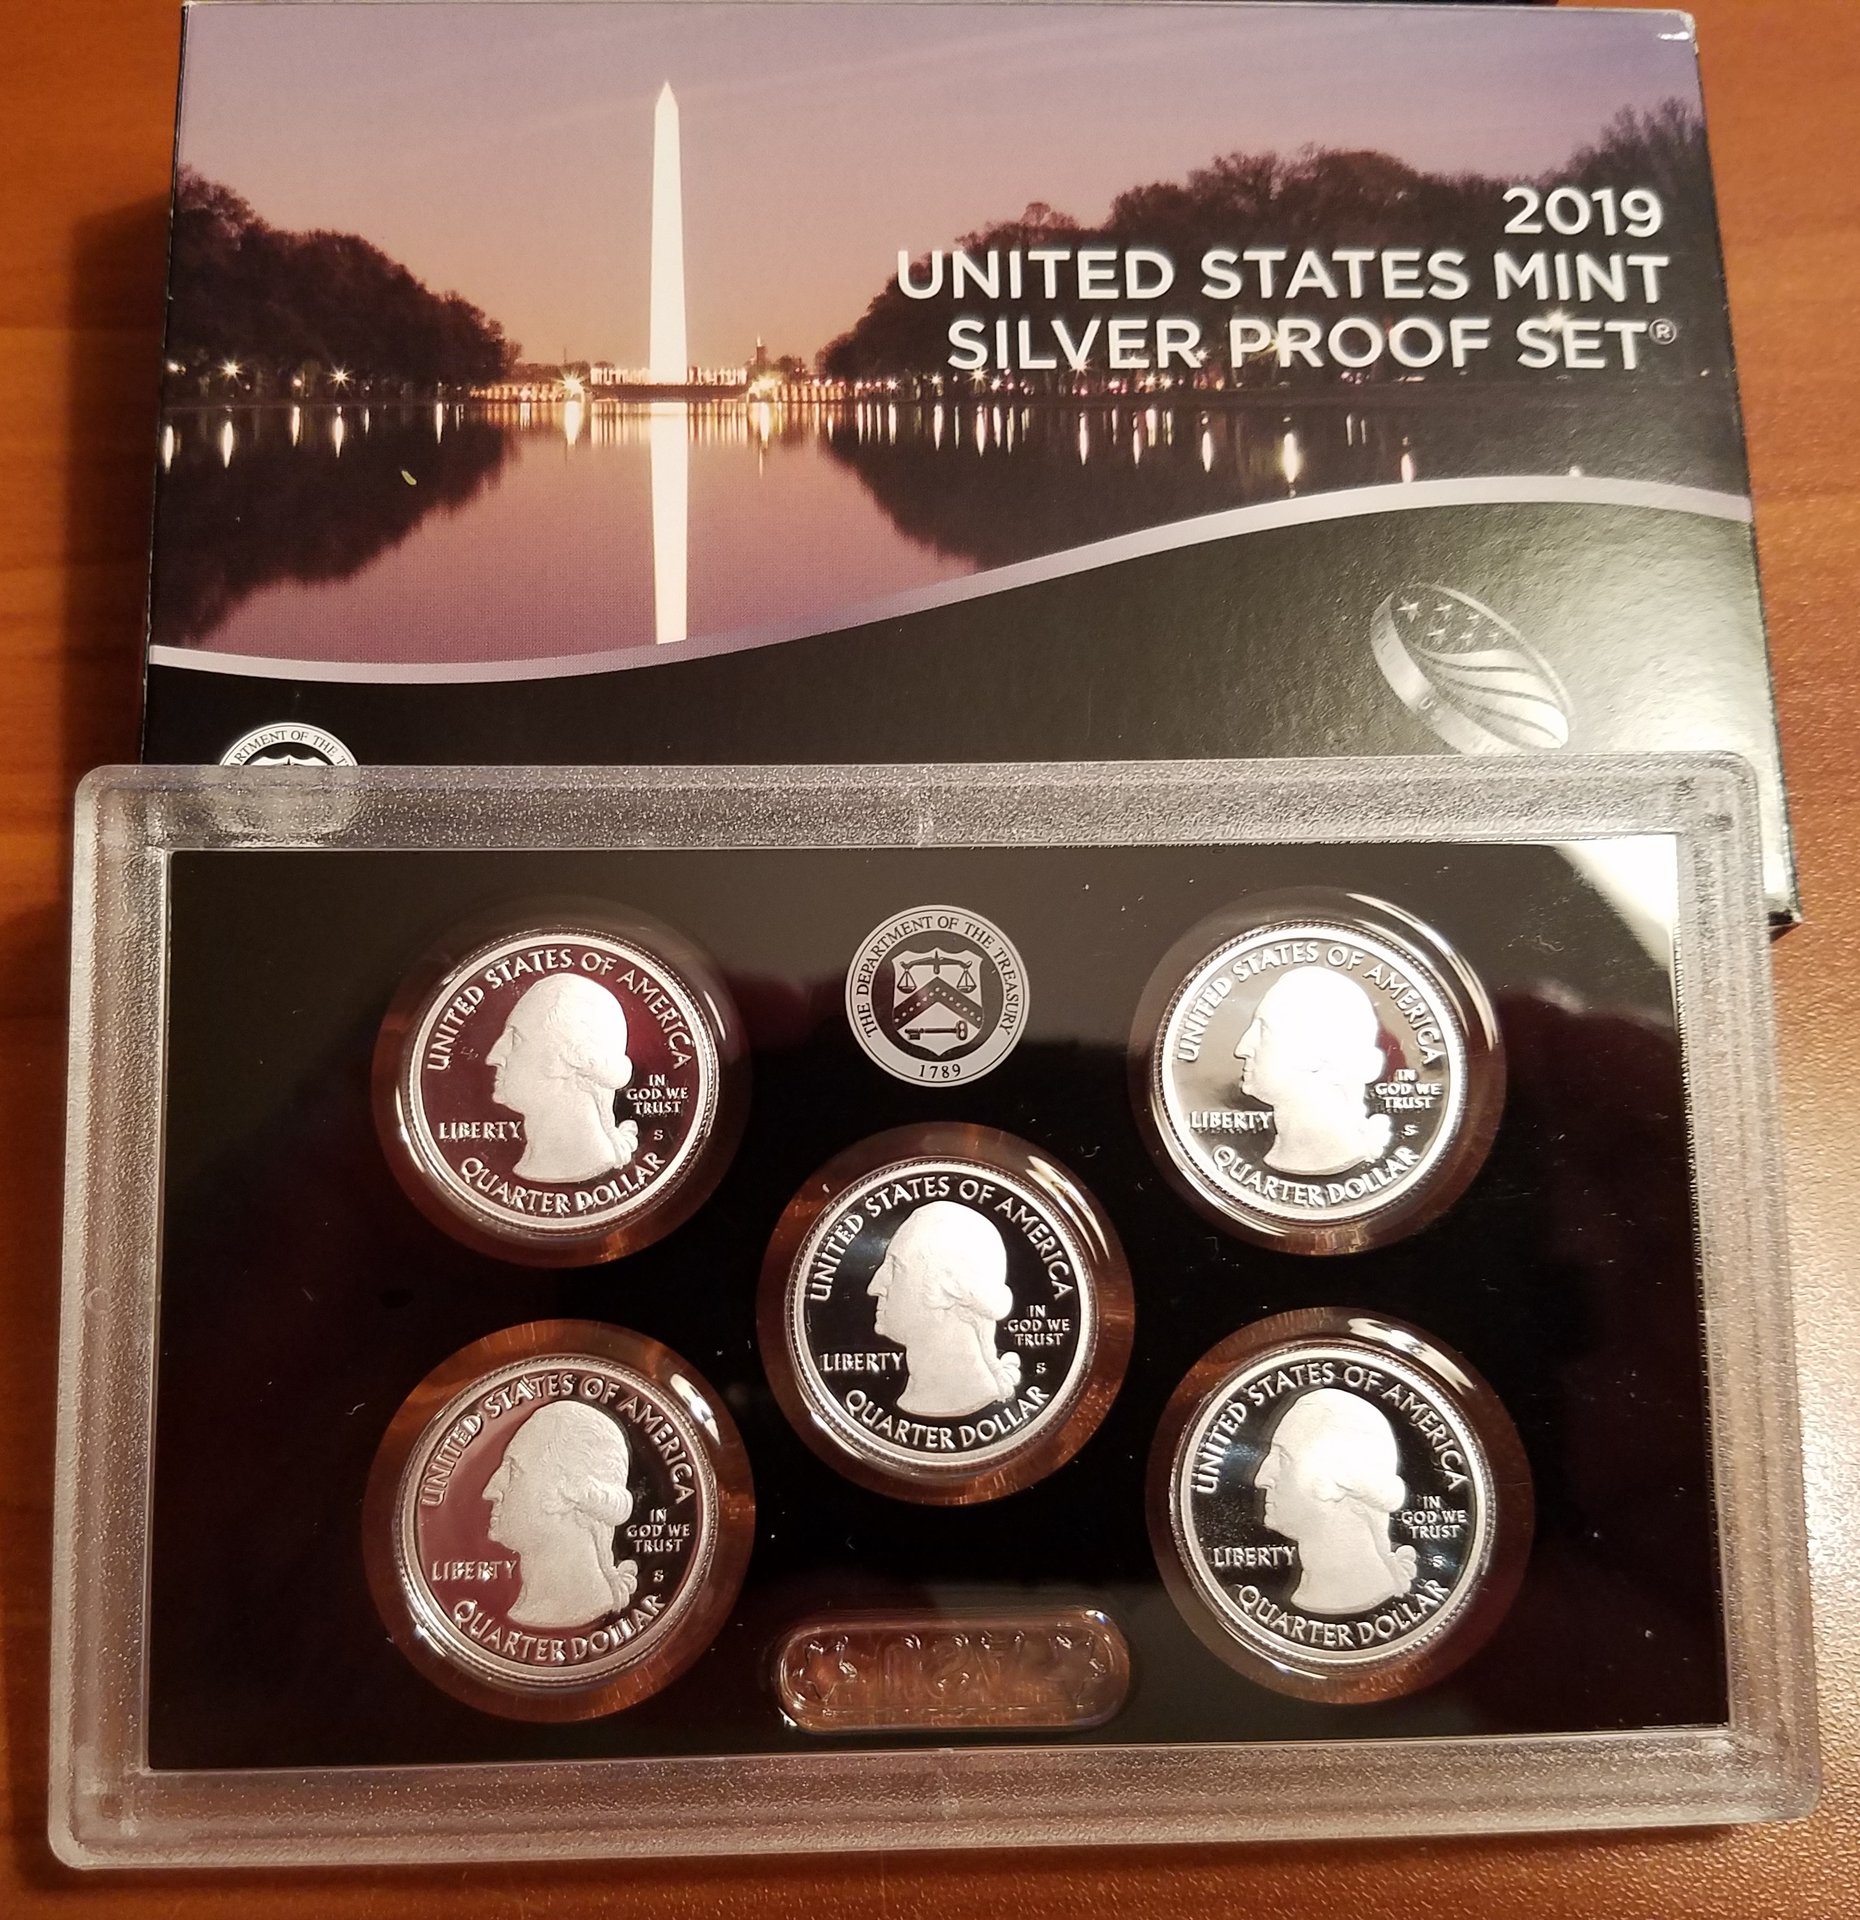 2019
UNITED STATES MINT
SILVER PROOF SET®
RTMENT OF THE T
THE DEPARTMENT OF THE TREASURY
1789
UNITED STATES OF AMERICA
IN
GOD WE
TRUST
LIBERTY
S
QUARTER DOLLAR
UNITED STATES OF AMERICA
IN
GOD WE
TRUST
LIBERTY
S
QUARTER DOLLAR
UNITED STATES OF AMERICA
IN
GOD WE
TRUST
LIBERTY
S
QUARTER DOLLAR
UNITED STATES OF AMERICA
IN
GOD WE
TRUST
LIBERTY
S
QUARTER DOLLAR
UNITED STATES OF AMERICA
IN
GOD WE
TRUST
LIBERTY
S
QUARTER DOLLAR